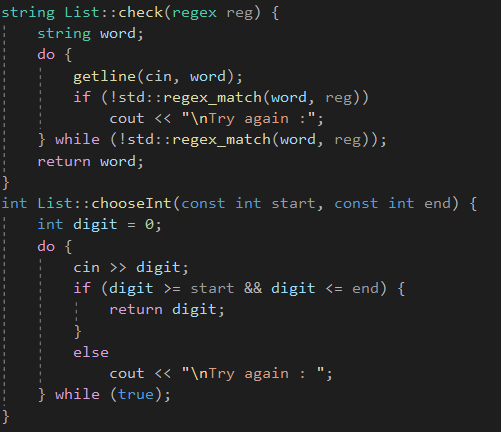 string List::check(regex reg) {
    string word;
    do {
        getline(cin, word);
        if (!std::regex_match(word, reg))
            cout << "\nTry again :";
    } while (!std::regex_match(word, reg));
    return word;
}
int List::chooseInt(const int start, const int end) {
    int digit = 0;
    do {
        cin >> digit;
        if (digit >= start && digit <= end) {
            return digit;
        }
        else
            cout << "\nTry again : ";
    } while (true);
}